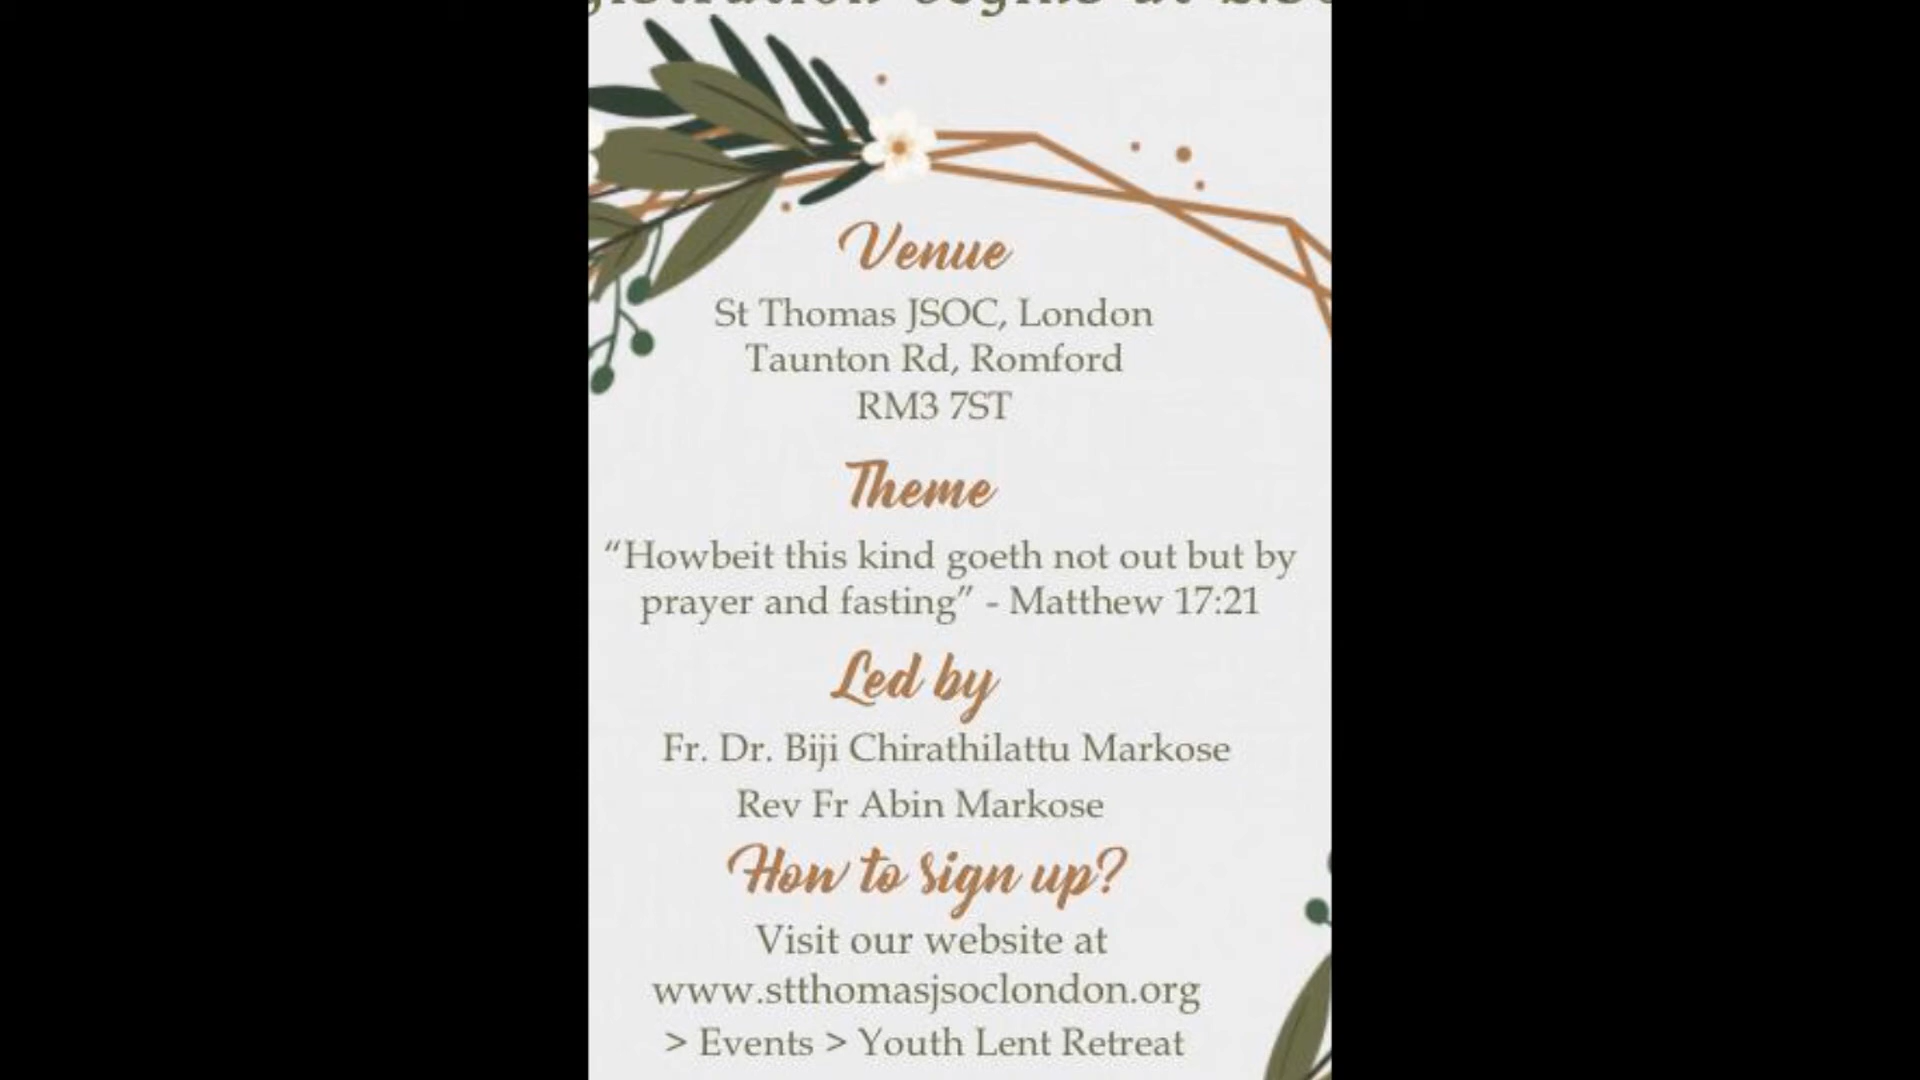 begins at
Venue
St Thomas JSOC, London
Taunton Rd, Romford
RM3 7ST
Theme
“Howbeit this kind goeth not out but by
prayer and fasting” - Matthew 17:21
Led by
Fr. Dr. Biji Chirathilattu Markose
Rev Fr Abin Markose
How to sign up?
Visit our website at
www.stthomasjsoclondon.org
> Events > Youth Lent Retreat